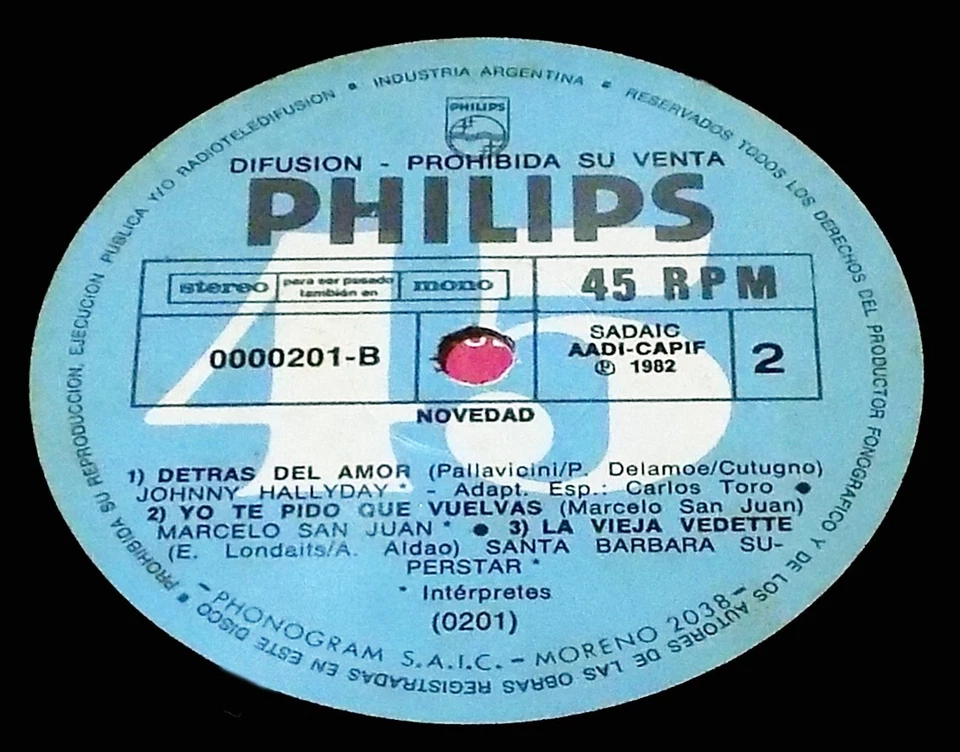 PROHIBIDA SU REPRODUCCION, EJECUCION PUBLICA Y/O RADIOTELEDIFUSION • INDUSTRIA ARGENTINA • RESERVADOS TODOS LOS DERECHOS DEL PRODUCTOR FONOGRAFICO Y DE LOS AUTORES DE LAS OBRAS REGISTRADAS EN ESTE DISCO •
PHILIPS
DIFUSION - PROHIBIDA SU VENTA
PHILIPS
45
stereo para ser pasado también en mono
45 RPM
0000201-B
SADAIC
AADI-CAPIF
Ⓟ 1982
2
NOVEDAD
1) DETRAS DEL AMOR (Pallavicini/P. Delamoe/Cutugno)
JOHNNY HALLYDAY * - Adapt. Esp.: Carlos Toro ●
2) YO TE PIDO QUE VUELVAS (Marcelo San Juan)
MARCELO SAN JUAN * ● 3) LA VIEJA VEDETTE
(E. Londaits/A. Aldao) SANTA BARBARA SU-
PERSTAR *
* Intérpretes
(0201)
- PHONOGRAM S.A.I.C. - MORENO 2038 -